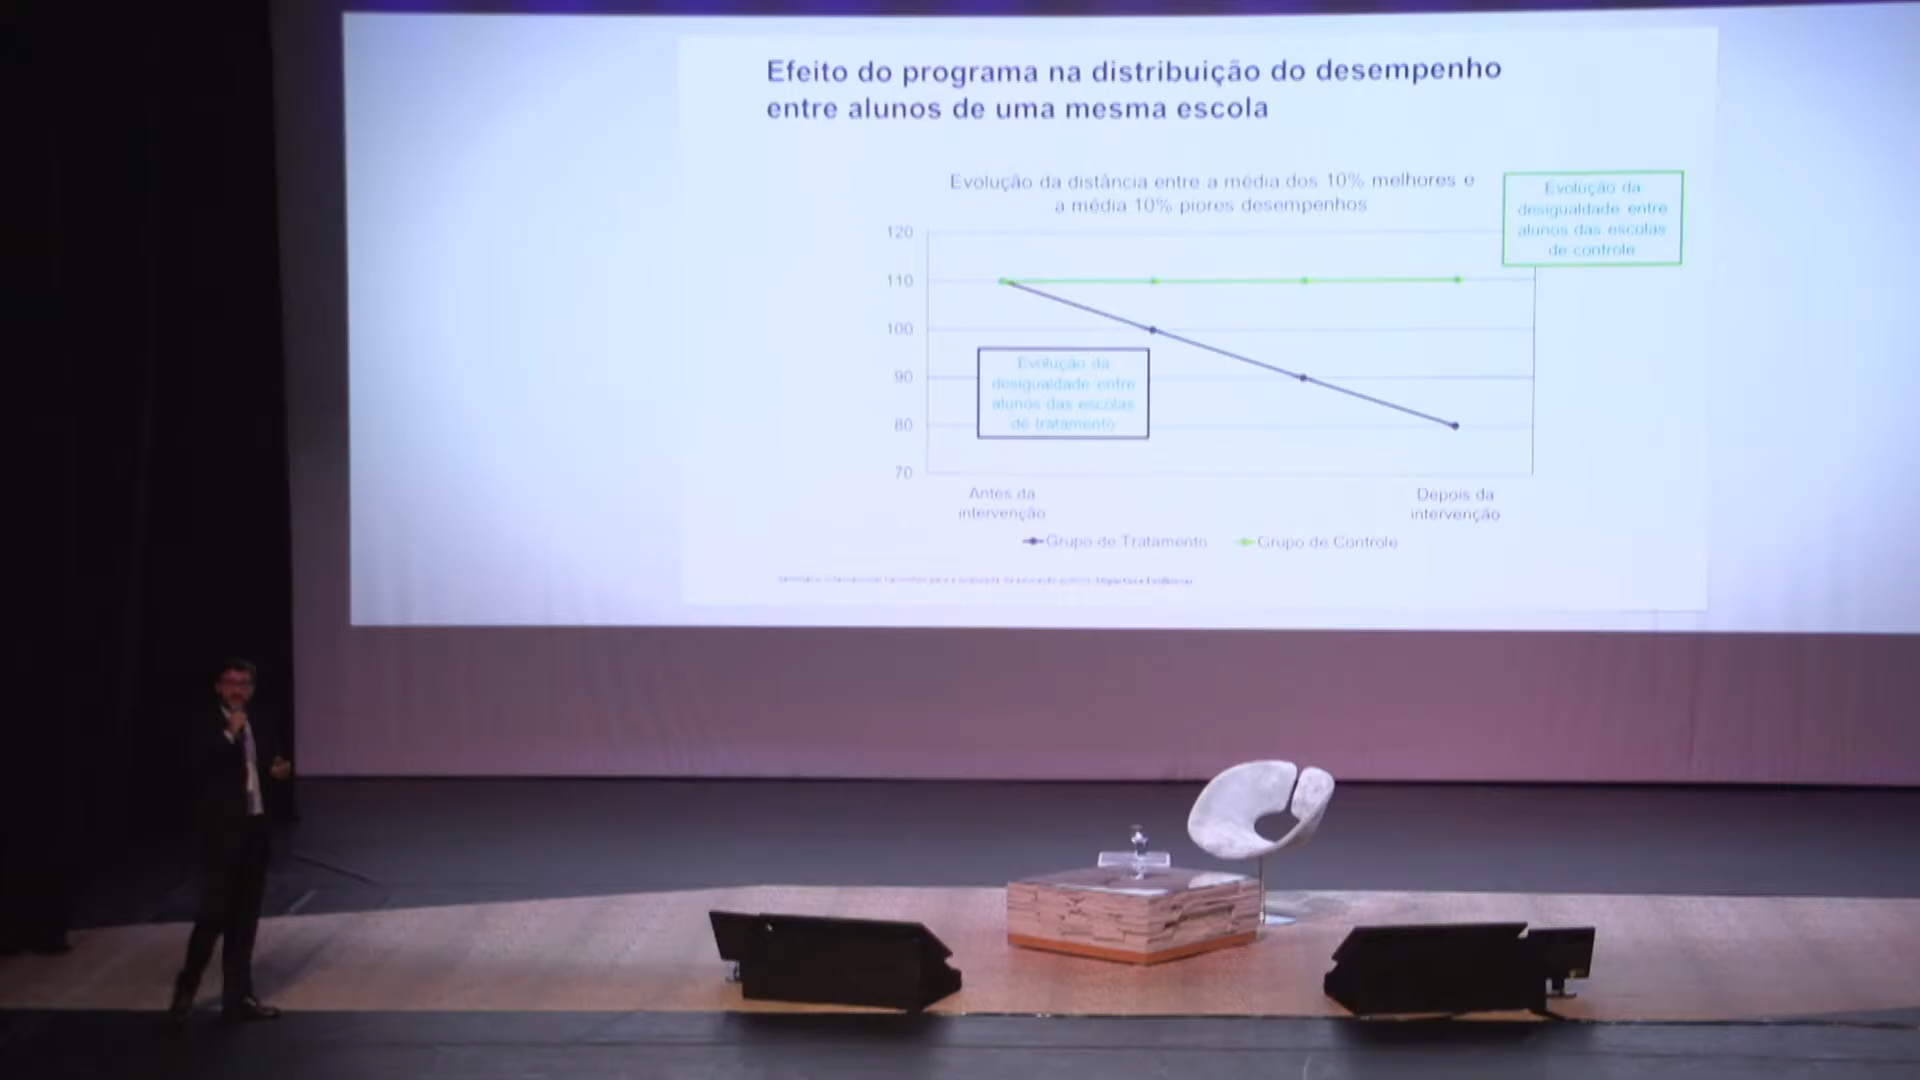 Efeito do programa na distribuição do desempenho
entre alunos de uma mesma escola
Evolução da distância entre a média dos 10% melhores e
a média 10% piores desempenhos
Evolução da
desigualdade entre
alunos das escolas
de controle
120
110
100
90
80
70
Evolução da
desigualdade entre
alunos das escolas
de tratamento
Antes da
intervenção
Depois da
intervenção
Grupo de Tratamento
Grupo de Controle